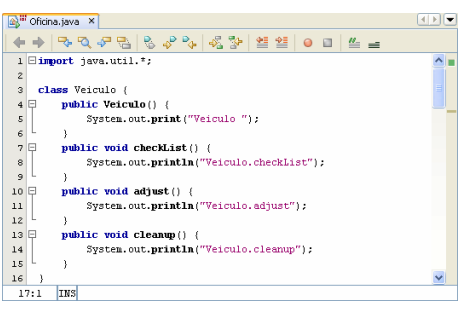 Oficina.java
1 import java.util.*;
2
3 class Veiculo {
4 public Veiculo() {
5 System.out.print("Veiculo ");
6 }
7 public void checkList() {
8 System.out.println("Veiculo.checkList");
9 }
10 public void adjust() {
11 System.out.println("Veiculo.adjust");
12 }
13 public void cleanup() {
14 System.out.println("Veiculo.cleanup");
15 }
16 }
17:1 INS